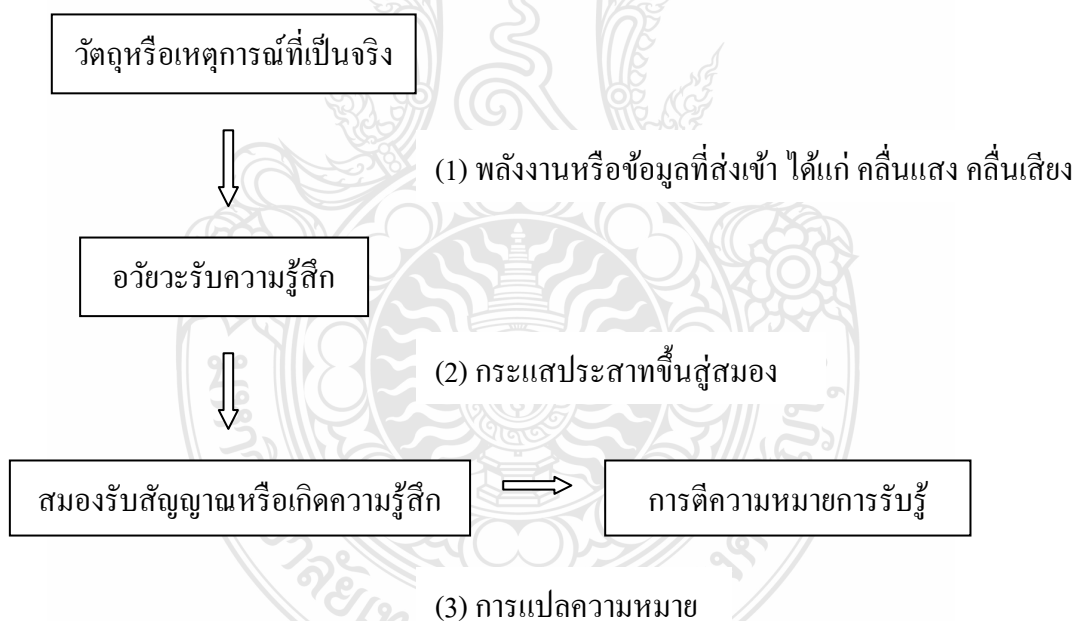 วัตถุหรือเหตุการณ์ที่เป็นจริง
(1) พลังงานหรือข้อมูลที่ส่งเข้า ได้แก่ คลื่นแสง คลื่นเสียง
อวัยวะรับความรู้สึก
(2) กระแสประสาทขึ้นสู่สมอง
สมองรับสัญญาณหรือเกิดความรู้สึก
การตีความหมายการรับรู้
(3) การแปลความหมาย